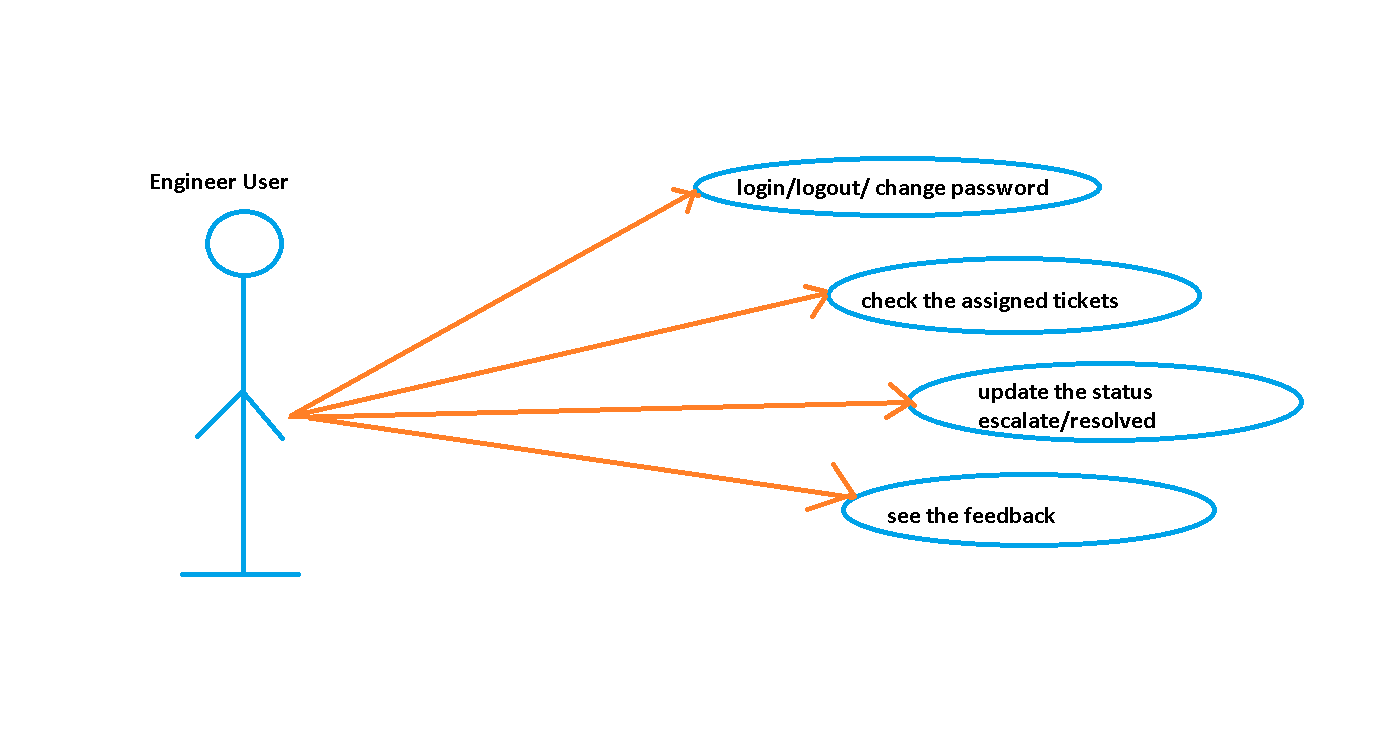 Engineer User
login/logout/ change password
check the assigned tickets
update the status
escalate/resolved
see the feedback